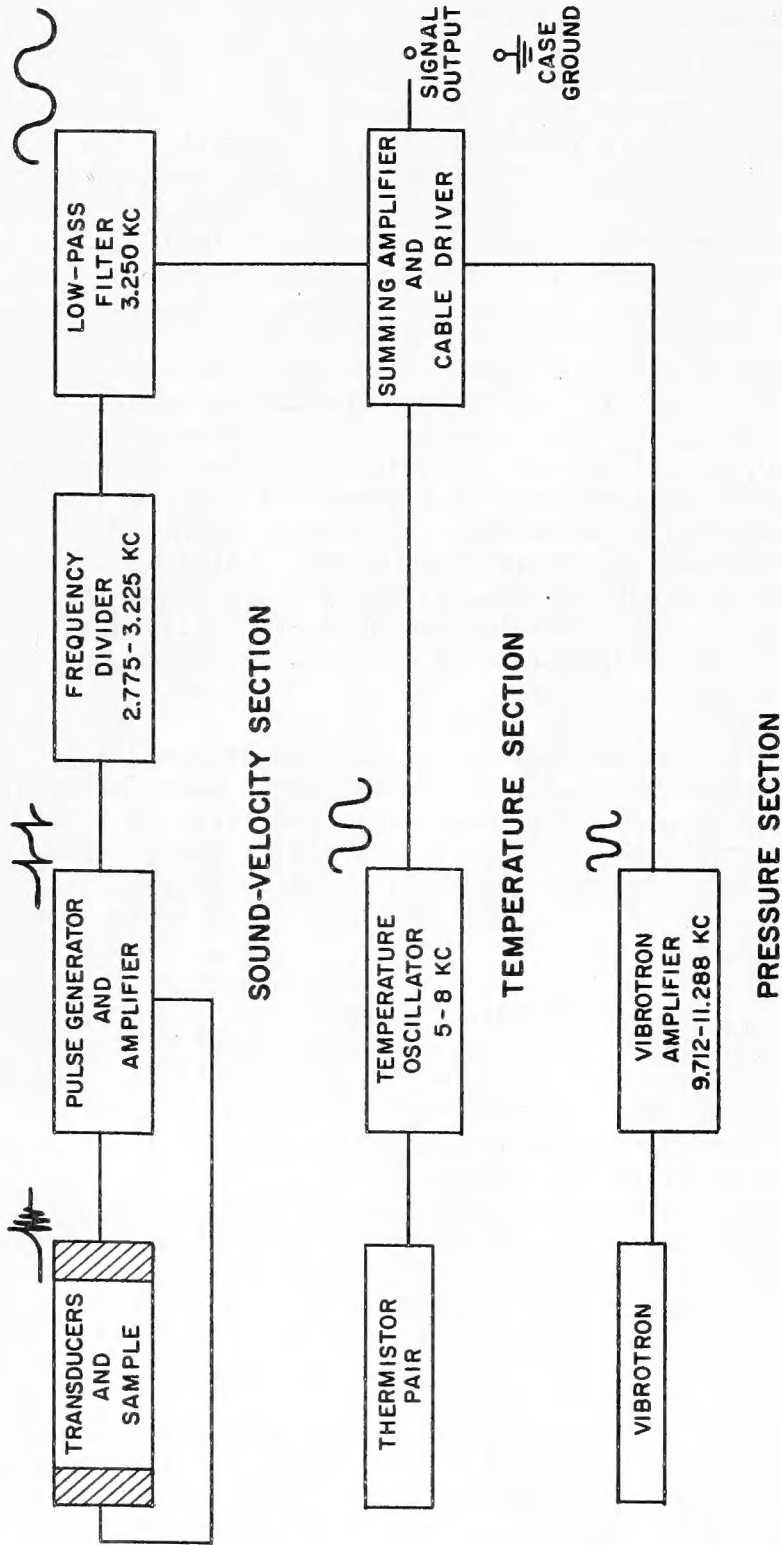 TRANSDUCERS
AND
SAMPLE
PULSE GENERATOR
AND
AMPLIFIER
FREQUENCY
DIVIDER
2.775-3.225 KC
LOW-PASS
FILTER
3.250 KC
SOUND-VELOCITY SECTION
THERMISTOR
PAIR
TEMPERATURE
OSCILLATOR
5-8 KC
SUMMING AMPLIFIER
AND
CABLE DRIVER
SIGNAL
OUTPUT
CASE
GROUND
TEMPERATURE SECTION
VIBROTRON
VIBROTRON
AMPLIFIER
9.712-11.288 KC
PRESSURE SECTION